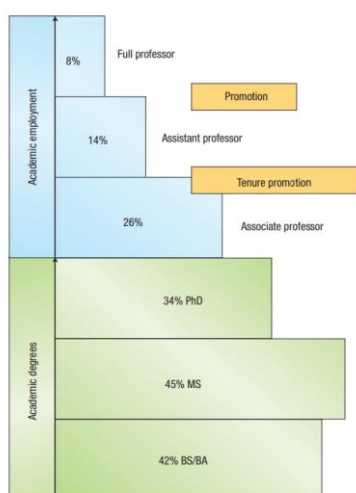 Full professor
8%
Promotion
Academic employment
14%
Assistant professor
Tenure promotion
26%
Associate professor
34% PhD
Academic degrees
45% MS
42% BS/BA